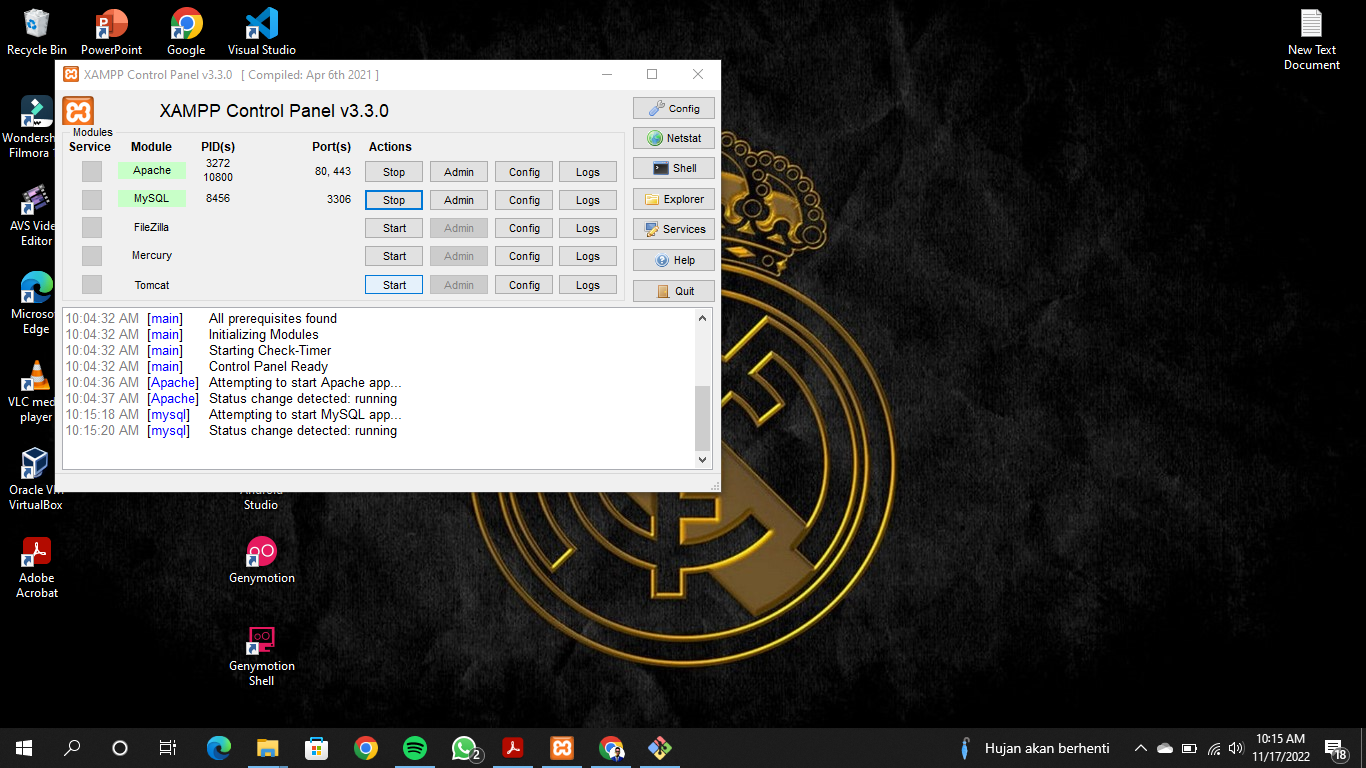 Recycle Bin
PowerPoint
Google
Visual Studio
New Text
Document
Wondersh
Filmora
AVS Vide
Editor
Microso
Edge
VLC med
player
Oracle VM
VirtualBox
Adobe
Acrobat
Android
Studio
Genymotion
Genymotion
Shell
XAMPP Control Panel v3.3.0 [ Compiled: Apr 6th 2021 ]
XAMPP Control Panel v3.3.0
Modules
Service Module PID(s) Port(s) Actions
Apache 3272 10800 80, 443 Stop Admin Config Logs
MySQL 8456 3306 Stop Admin Config Logs
FileZilla Start Admin Config Logs
Mercury Start Admin Config Logs
Tomcat Start Admin Config Logs
Config
Netstat
Shell
Explorer
Services
Help
Quit
10:04:32 AM [main] All prerequisites found
10:04:32 AM [main] Initializing Modules
10:04:32 AM [main] Starting Check-Timer
10:04:32 AM [main] Control Panel Ready
10:04:36 AM [Apache] Attempting to start Apache app...
10:04:37 AM [Apache] Status change detected: running
10:15:18 AM [mysql] Attempting to start MySQL app...
10:15:20 AM [mysql] Status change detected: running
2
Hujan akan berhenti
10:15 AM
11/17/2022
18